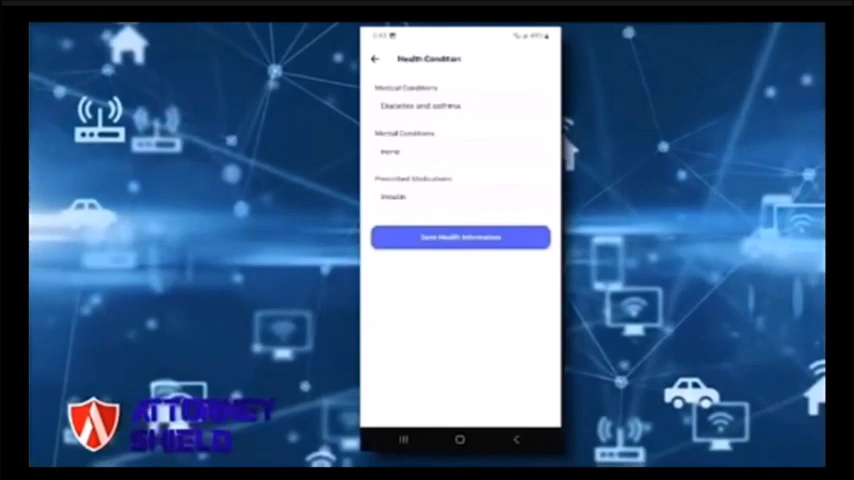 Health Condition
Medical Conditions
Diabetes and asthma
Mental Conditions
none
Prescribed Medications
Insulin
Save Health Information
ATTORNEY
SHIELD